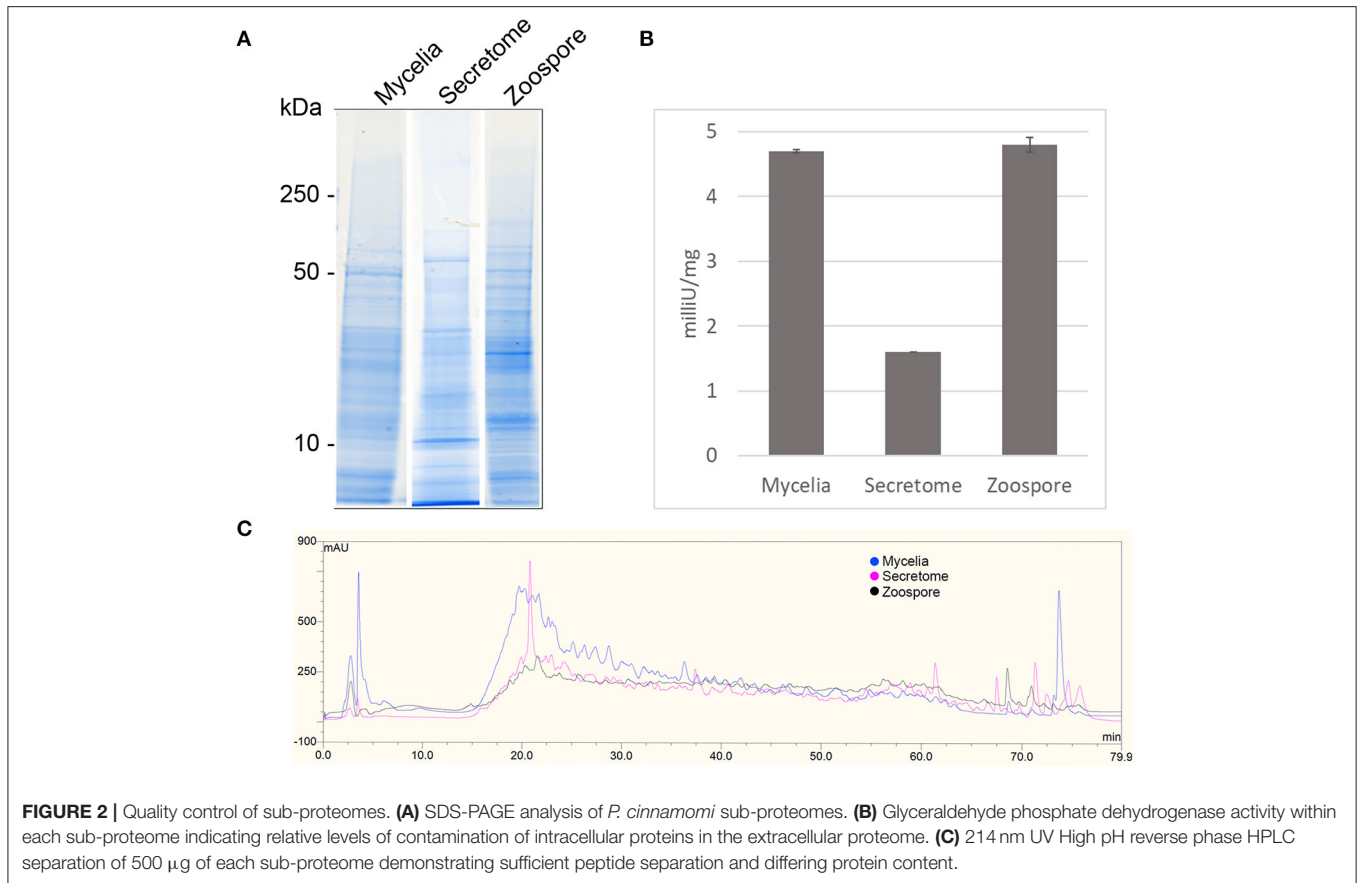 A
Mycelia
Secretome
Zoospore
kDa
250 -
50 -
10 -
B
5
4
3
2
1
0
milliU/mg
Mycelia
Secretome
Zoospore
C
900
mAU
500
250
-100
0.0
10.0
20.0
30.0
40.0
50.0
60.0
70.0
79.9
min
Mycelia
Secretome
Zoospore
FIGURE 2 | Quality control of sub-proteomes. (A) SDS-PAGE analysis of P. cinnamomi sub-proteomes. (B) Glyceraldehyde phosphate dehydrogenase activity within
each sub-proteome indicating relative levels of contamination of intracellular proteins in the extracellular proteome. (C) 214 nm UV High pH reverse phase HPLC
separation of 500 μg of each sub-proteome demonstrating sufficient peptide separation and differing protein content.